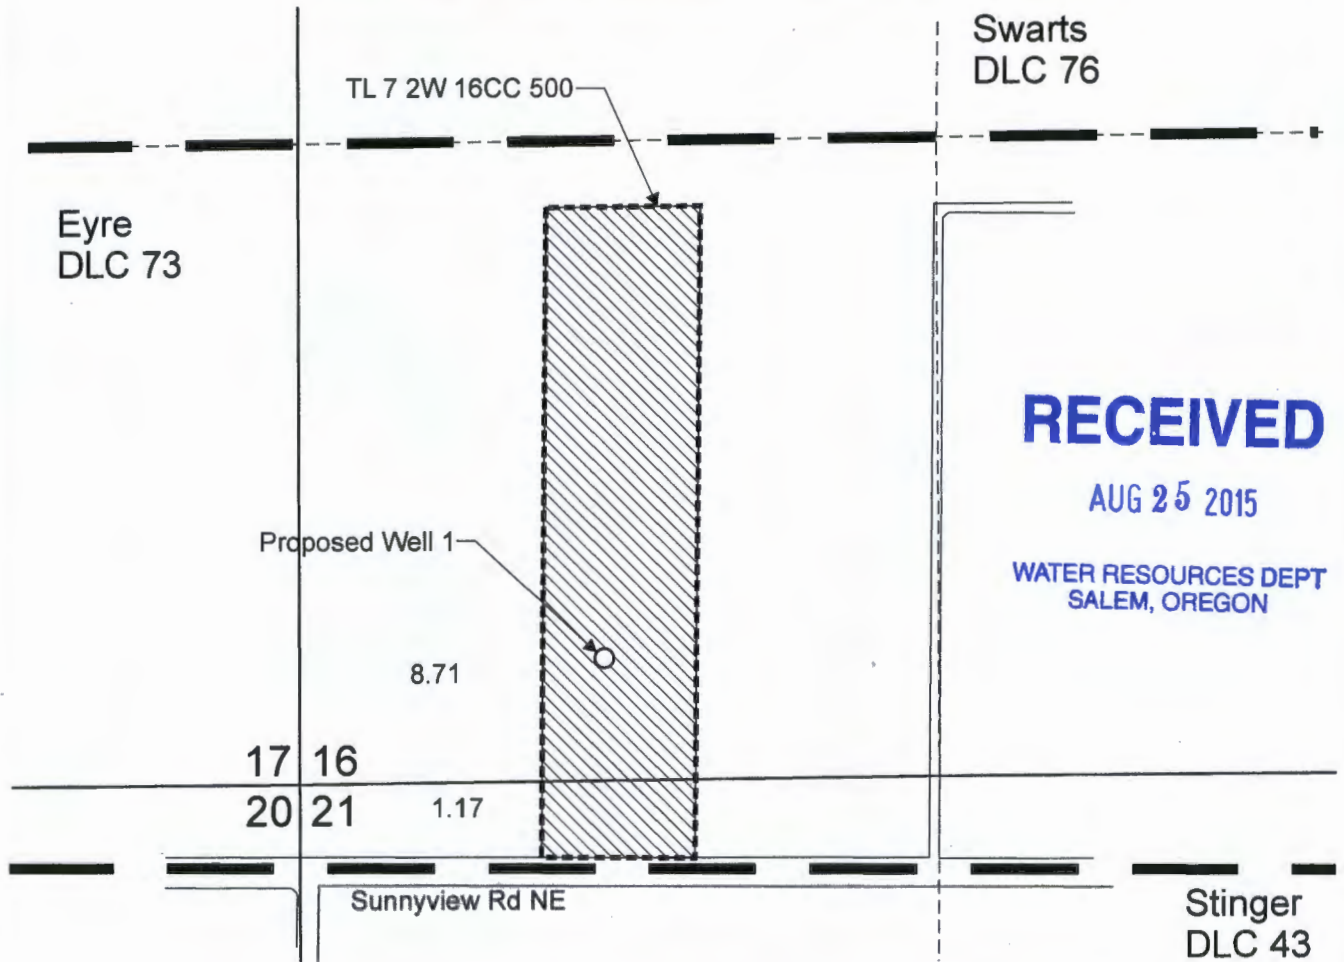 Swarts
DLC 76
TL 7 2W 16CC 500
Eyre
DLC 73
RECEIVED
AUG 25 2015
WATER RESOURCES DEPT
SALEM, OREGON
Proposed Well 1
8.71
17 16
20 21
1.17
Sunnyview Rd NE
Stinger
DLC 43